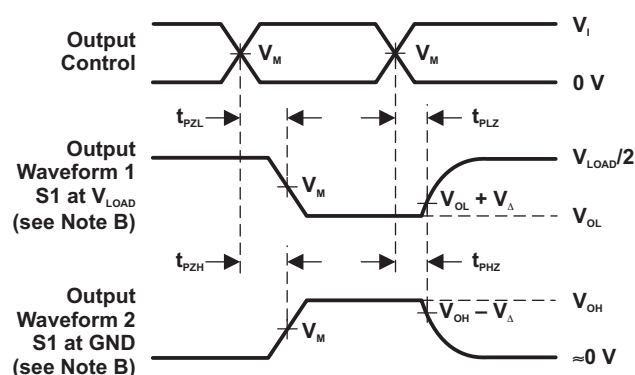 Output
Control
V_M
V_M
V_I
0 V
t_PZL
t_PLZ
Output
Waveform 1
S1 at V_LOAD
(see Note B)
V_M
V_OL + V_Δ
V_LOAD/2
V_OL
t_PZH
t_PHZ
Output
Waveform 2
S1 at GND
(see Note B)
V_M
V_OH – V_Δ
V_OH
≈0 V